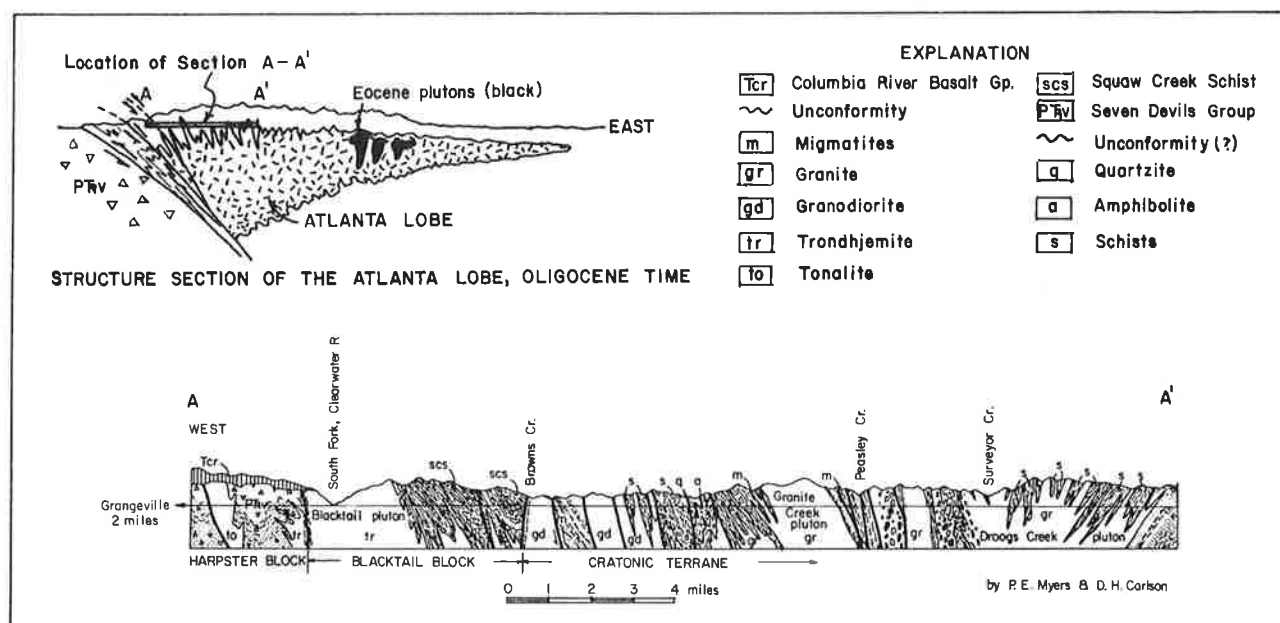 Location of Section A-A'
A
A'
Eocene plutons (black)
EAST
ATLANTA LOBE
STRUCTURE SECTION OF THE ATLANTA LOBE, OLIGOCENE TIME
EXPLANATION
Tcr Columbia River Basalt Gp.
Unconformity
m Migmatites
gr Granite
gd Granodiorite
tr Trondhjemite
to Tonalite
scs Squaw Creek Schist
Seven Devils Group
Unconformity (?)
q Quartzite
a Amphibolite
s Schists
A
WEST
A'
South Fork, Clearwater R
Browns Cr.
Peasley Cr.
Surveyor Cr.
Tcr
scs
scs
s
s
q
a
m
m
s
s
s
s
s
Grangeville
2 miles
to
tr
Blacktail pluton
tr
gd
gd
gd
Granite
Creek
pluton
gr
gr
gr
Droogs Creek pluton
HARPSTER BLOCK
BLACKTAIL BLOCK
CRATONIC TERRANE
0 1 2 3 4 miles
by P. E. Myers & D. H. Carlson